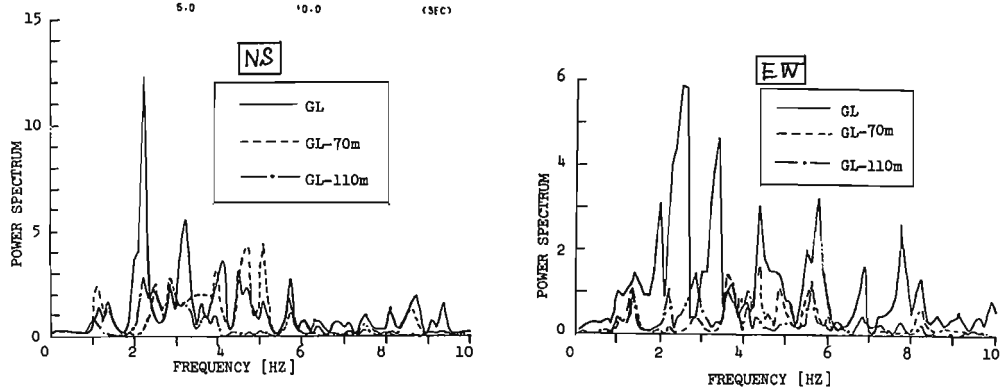 5.0 10.0 (SEC)
15
10
5
0
POWER SPECTRUM
NS
GL
GL-70m
GL-110m
0 2 4 6 8 10
FREQUENCY [HZ]
6
4
2
0
POWER SPECTRUM
EW
GL
GL-70m
GL-110m
0 2 4 6 8 10
FREQUENCY [HZ]